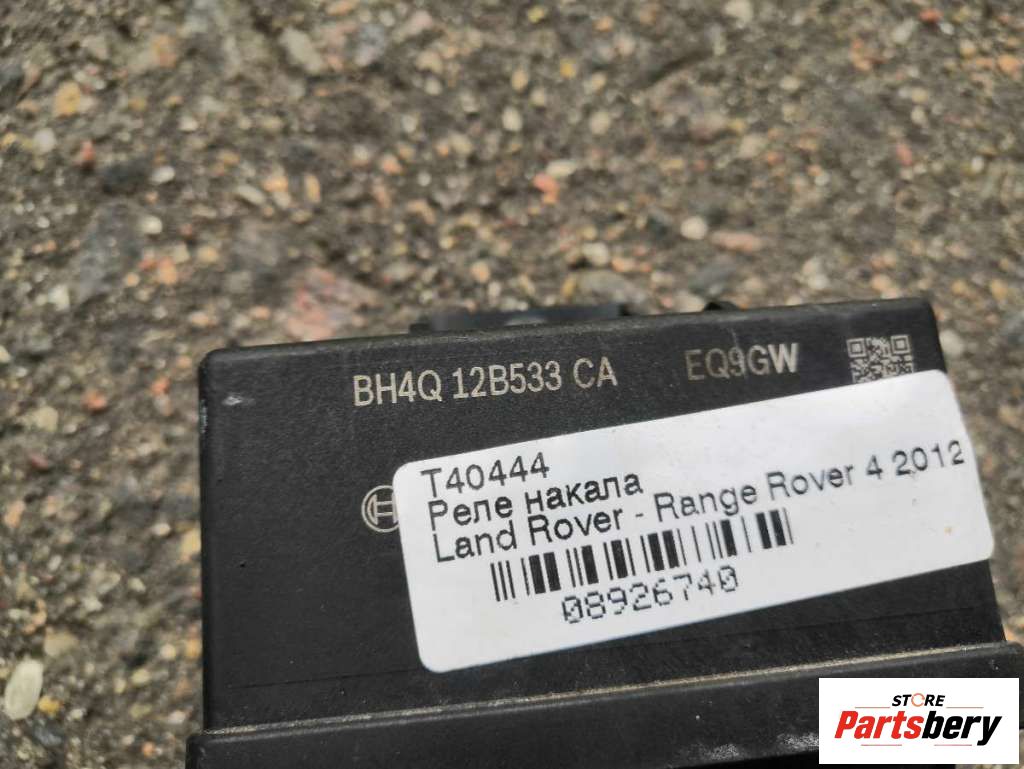 BH4Q 12B533 CA EQ9GW
T40444
Реле накала
Land Rover - Range Rover 4 2012
08926740
STORE
Partsbery